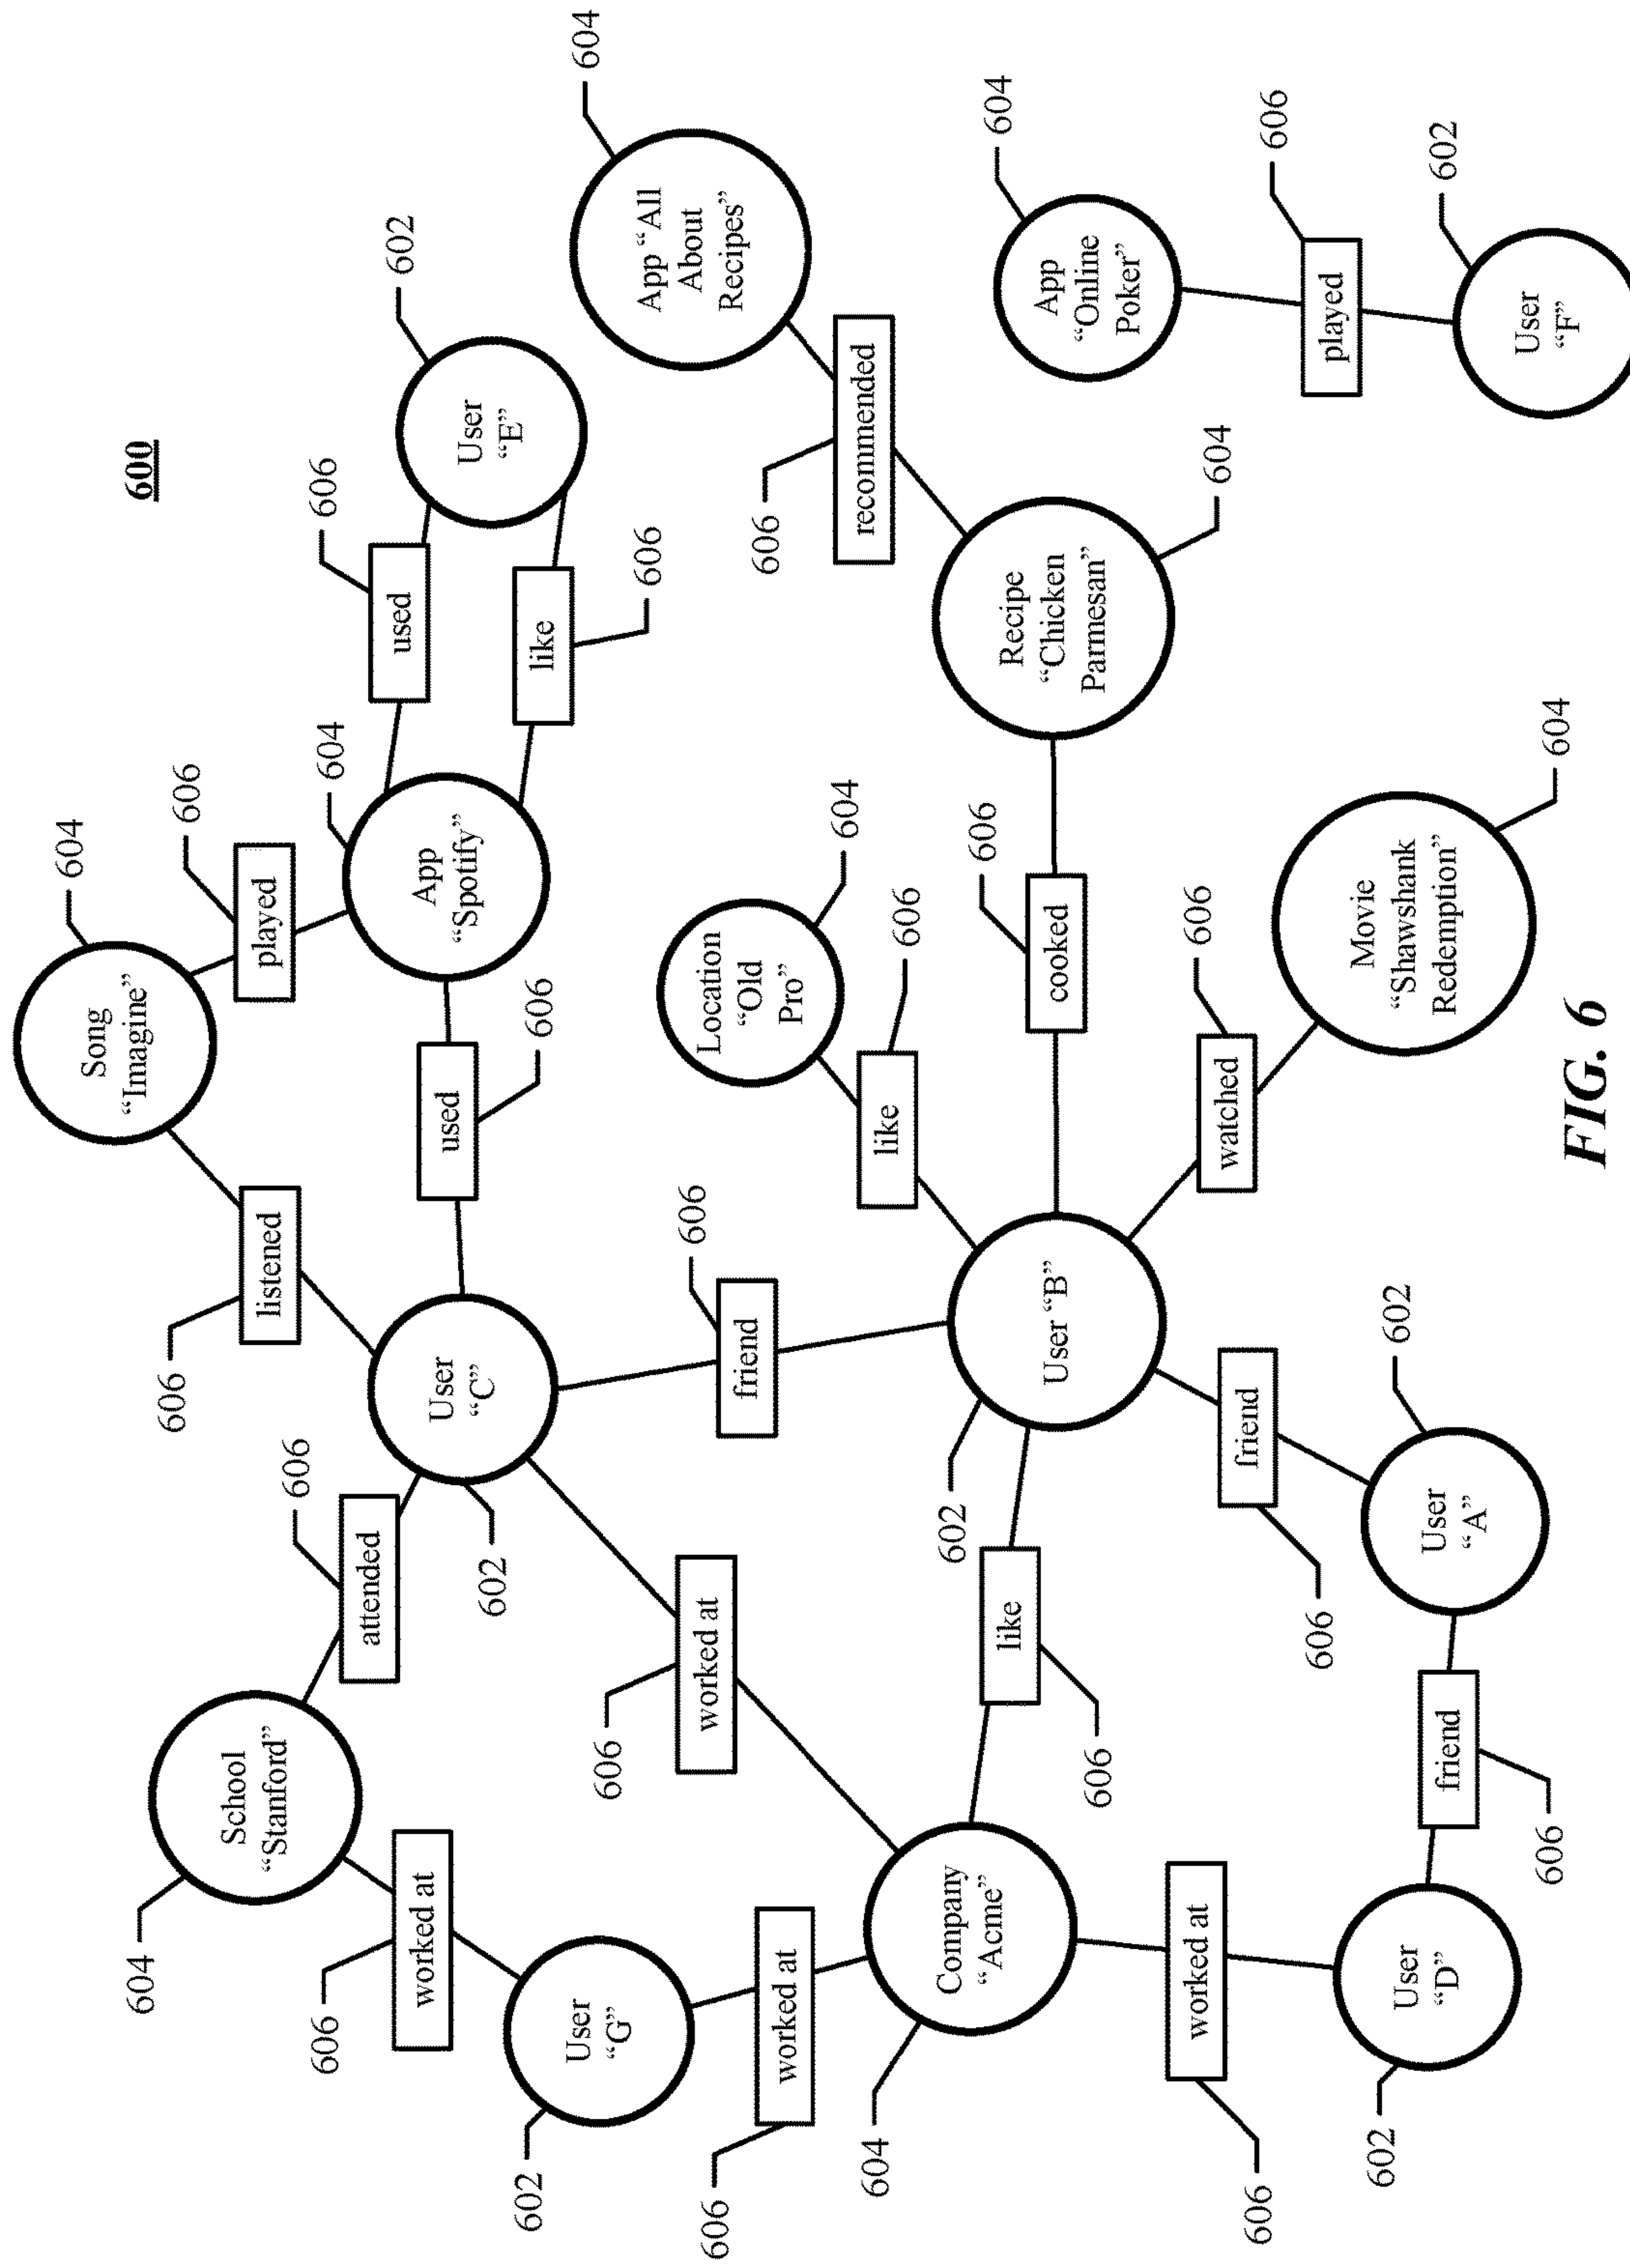 600
604
Song
“Imagine”
604
606
606
School
“Stanford”
played
listened
606
606
606
604
attended
used
602
worked at
User
“C”
used
App
“Spotify”
User
“E”
602
602
606
like
User
“G”
604
606
606
App “All
About
Recipes”
606
worked at
606
Location
“Old
Pro”
friend
606
worked at
604
recommended
604
like
606
Company
“Acme”
602
606
604
like
Recipe
“Chicken
Parmesan”
User “B”
cooked
App
“Online
Poker”
606
worked at
606
604
watched
friend
606
606
606
played
Movie
“Shawshank
Redemption”
602
602
User
“D”
User
“A”
602
friend
User
“F”
606
604
FIG. 6